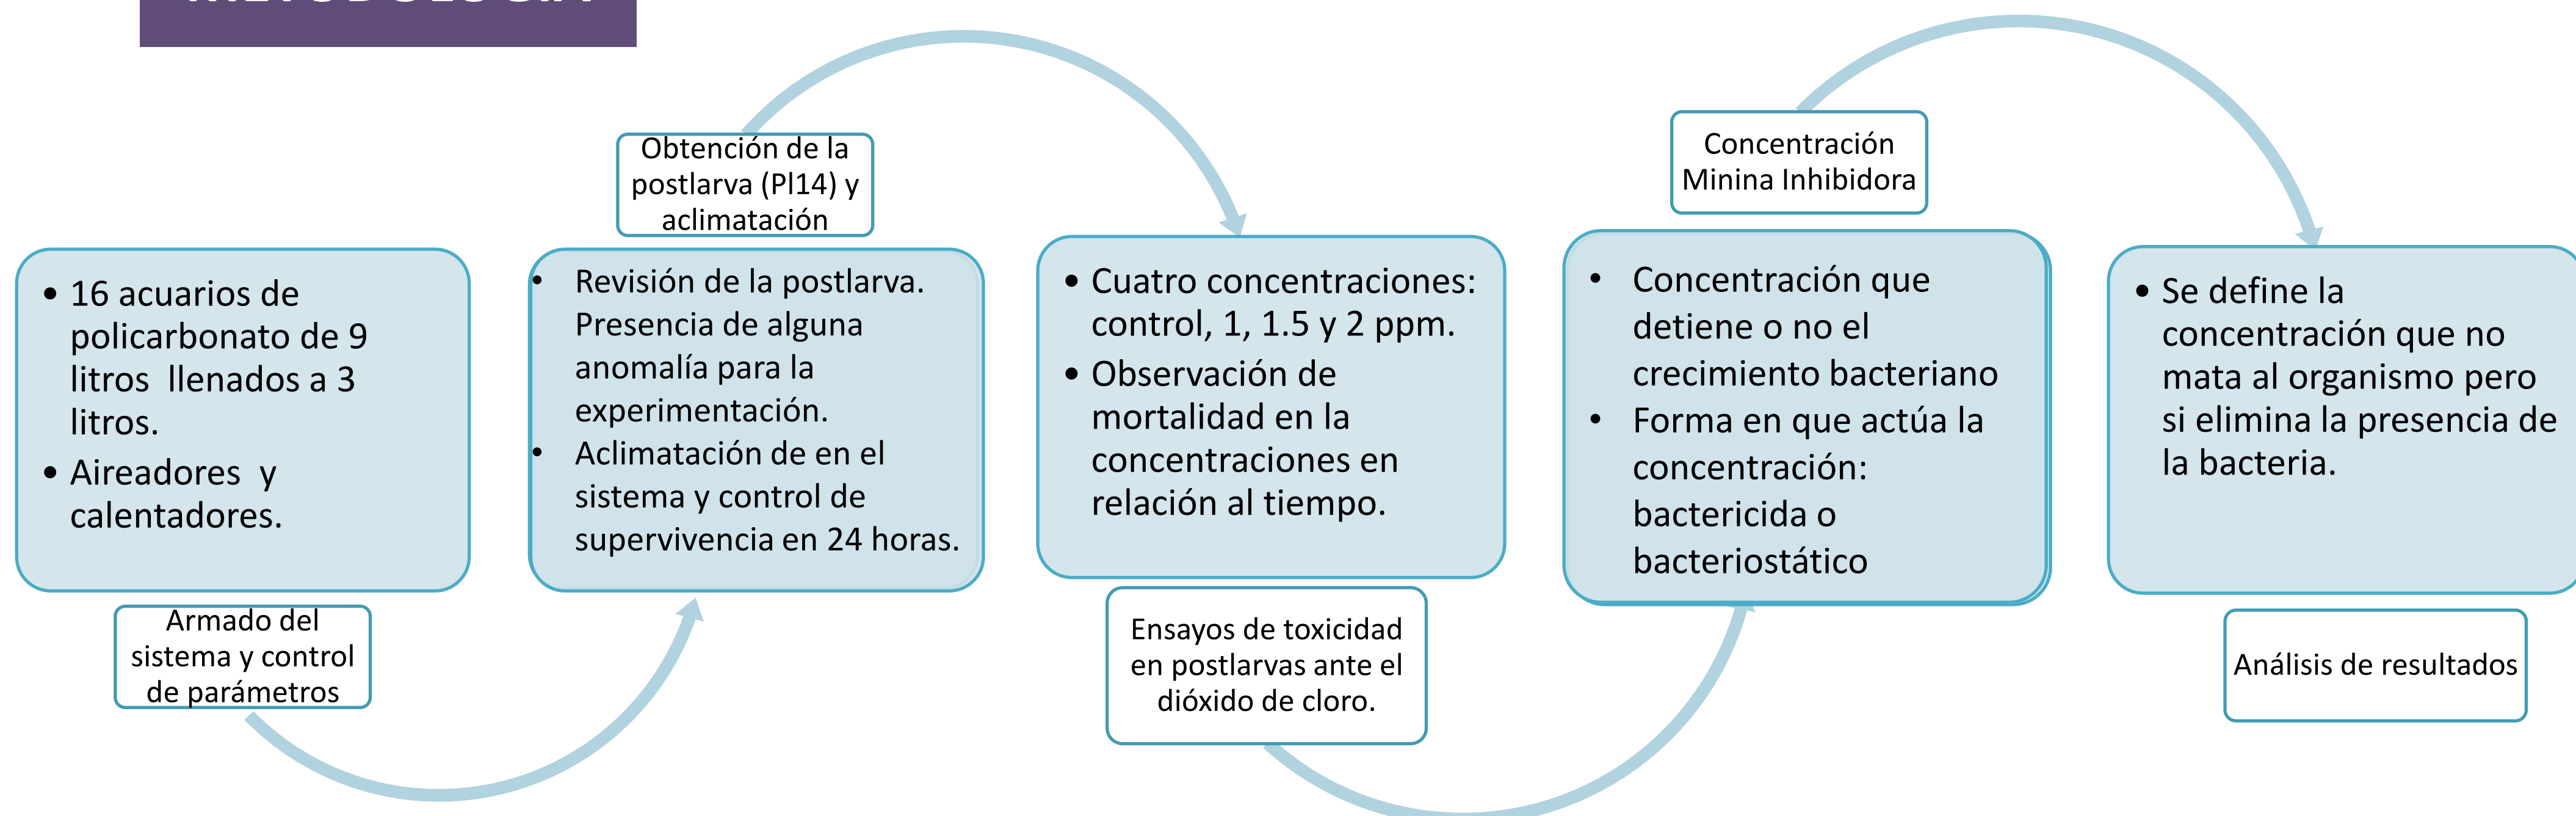 • 16 acuarios de
policarbonato de 9
litros llenados a 3
litros.
• Aireadores y
calentadores.
Armado del
sistema y control
de parámetros
Obtención de la
postlarva (Pl14) y
aclimatación
• Revisión de la postlarva.
Presencia de alguna
anomalía para la
experimentación.
• Aclimatación de en el
sistema y control de
supervivencia en 24 horas.
• Cuatro concentraciones:
control, 1, 1.5 y 2 ppm.
• Observación de
mortalidad en la
concentraciones en
relación al tiempo.
Ensayos de toxicidad
en postlarvas ante el
dióxido de cloro.
Concentración
Minina Inhibidora
• Concentración que
detiene o no el
crecimiento bacteriano
• Forma en que actúa la
concentración:
bactericida o
bacteriostático
• Se define la
concentración que no
mata al organismo pero
si elimina la presencia de
la bacteria.
Análisis de resultados